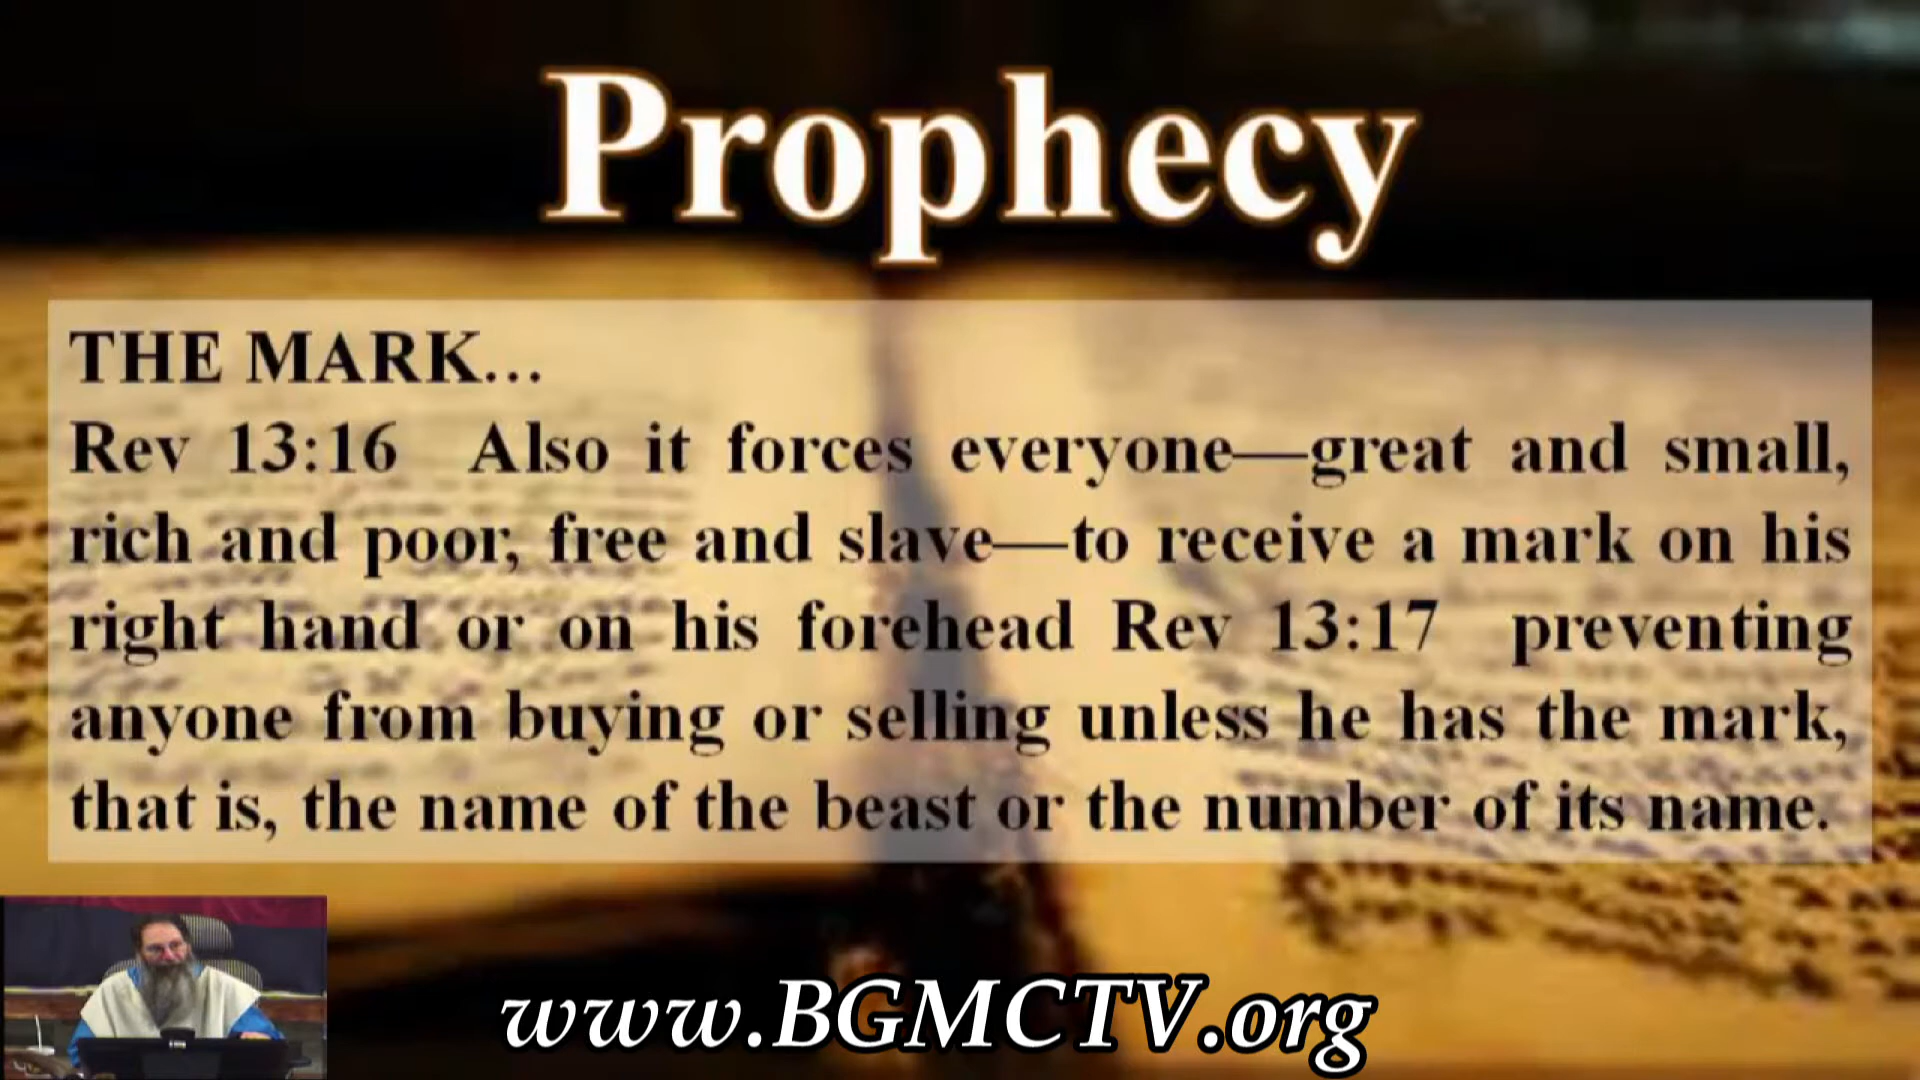 Prophecy
THE MARK...
Rev 13:16 Also it forces everyone—great and small,
rich and poor, free and slave—to receive a mark on his
right hand or on his forehead Rev 13:17 preventing
anyone from buying or selling unless he has the mark,
that is, the name of the beast or the number of its name.
www.BGMCTV.org